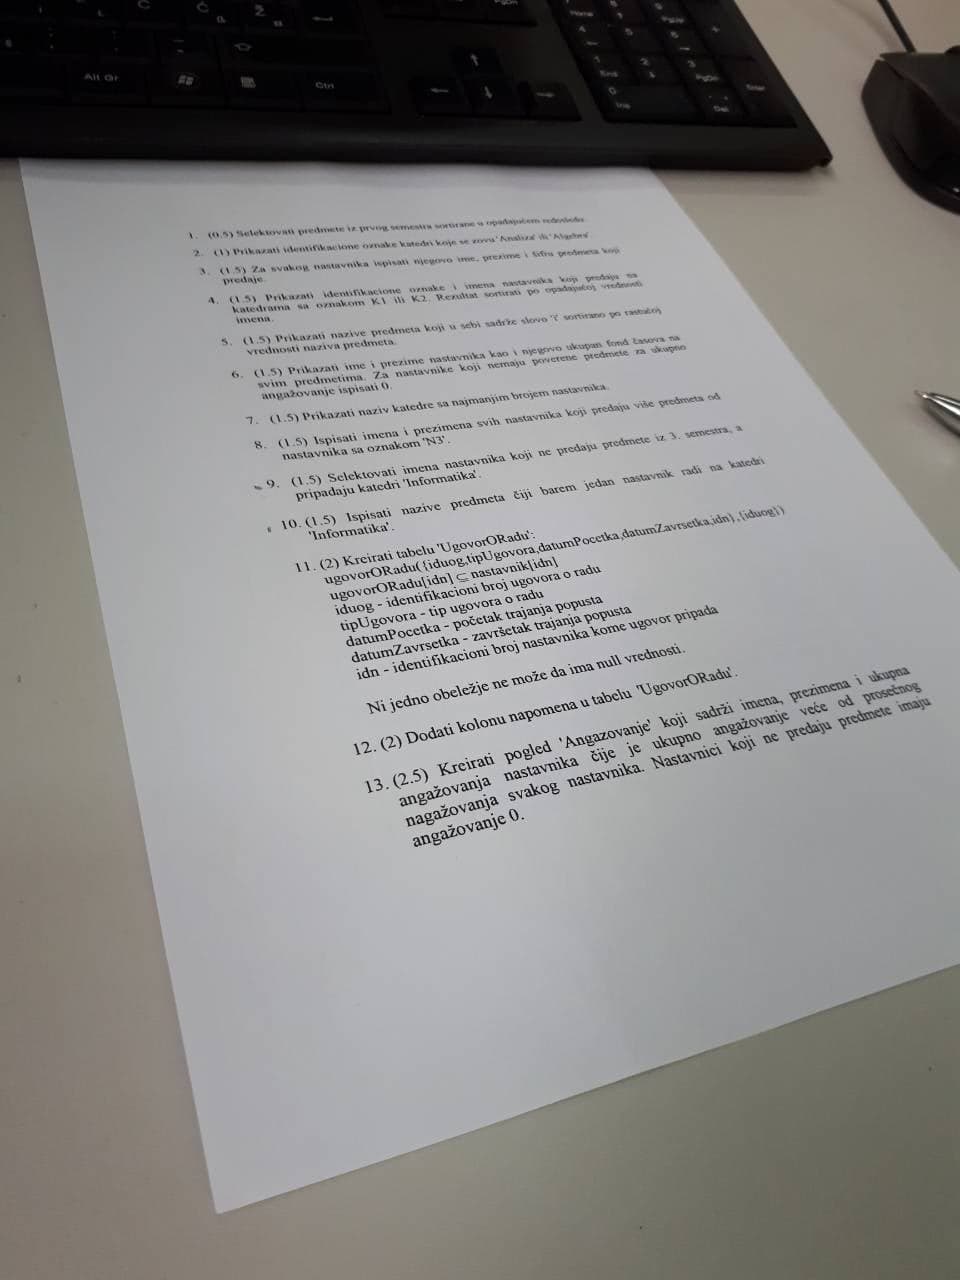 Alt Gr
Ctrl
1. (0.5) Selektovati predmete iz prvog semestra sortirane u opadajućem redosledu.
2. (1) Prikazati identifikacione oznake katedri koje se zovu 'Analiza' ili 'Algebra'
3. (1.5) Za svakog nastavnika ispisati njegovo ime, prezime i šifru predmeta koji
predaje.
4. (1.5) Prikazati identifikacione oznake i imena nastavnika koji predaju na
katedrama sa oznakom K1 ili K2. Rezultat sortirati po opadajućoj vrednosti
imena.
5. (1.5) Prikazati nazive predmeta koji u sebi sadrže slovo 'i' sortirano po rastućoj
vrednosti naziva predmeta.
6. (1.5) Prikazati ime i prezime nastavnika kao i njegovo ukupan fond časova na
svim predmetima. Za nastavnike koji nemaju poverene predmete za ukupno
angažovanje ispisati 0.
7. (1.5) Prikazati naziv katedre sa najmanjim brojem nastavnika.
8. (1.5) Ispisati imena i prezimena svih nastavnika koji predaju više predmeta od
nastavnika sa oznakom 'N3'.
9. (1.5) Selektovati imena nastavnika koji ne predaju predmete iz 3. semestra, a
pripadaju katedri 'Informatika'.
10. (1.5) Ispisati nazive predmeta čiji barem jedan nastavnik radi na katedri
'Informatika'.
11. (2) Kreirati tabelu 'UgovorORadu':
ugovorORadu({iduog,tipUgovora,datumPocetka,datumZavrsetka,idn},{iduog})
ugovorORadu[idn] ⊆ nastavnik[idn]
iduog - identifikacioni broj ugovora o radu
tipUgovora - tip ugovora o radu
datumPocetka - početak trajanja popusta
datumZavrsetka - završetak trajanja popusta
idn - identifikacioni broj nastavnika kome ugovor pripada
Ni jedno obeležje ne može da ima null vrednosti.
12. (2) Dodati kolonu napomena u tabelu 'UgovorORadu'.
13. (2.5) Kreirati pogled 'Angazovanje' koji sadrži imena, prezimena i ukupna
angažovanja nastavnika čije je ukupno angažovanje veće od prosečnog
nagažovanja svakog nastavnika. Nastavnici koji ne predaju predmete imaju
angažovanje 0.